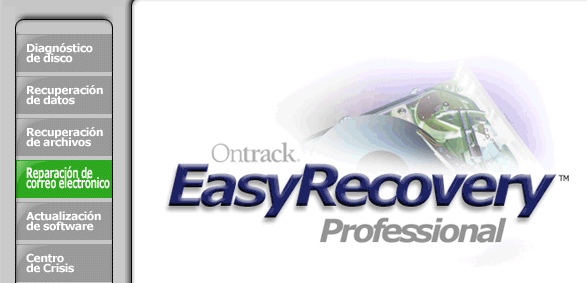 Diagnóstico
de disco
Recuperación
de datos
Recuperación
de archivos
Reparación de
correo electrónico
Actualización
de software
Centro
de Crisis
Ontrack®
EasyRecovery™
Professional